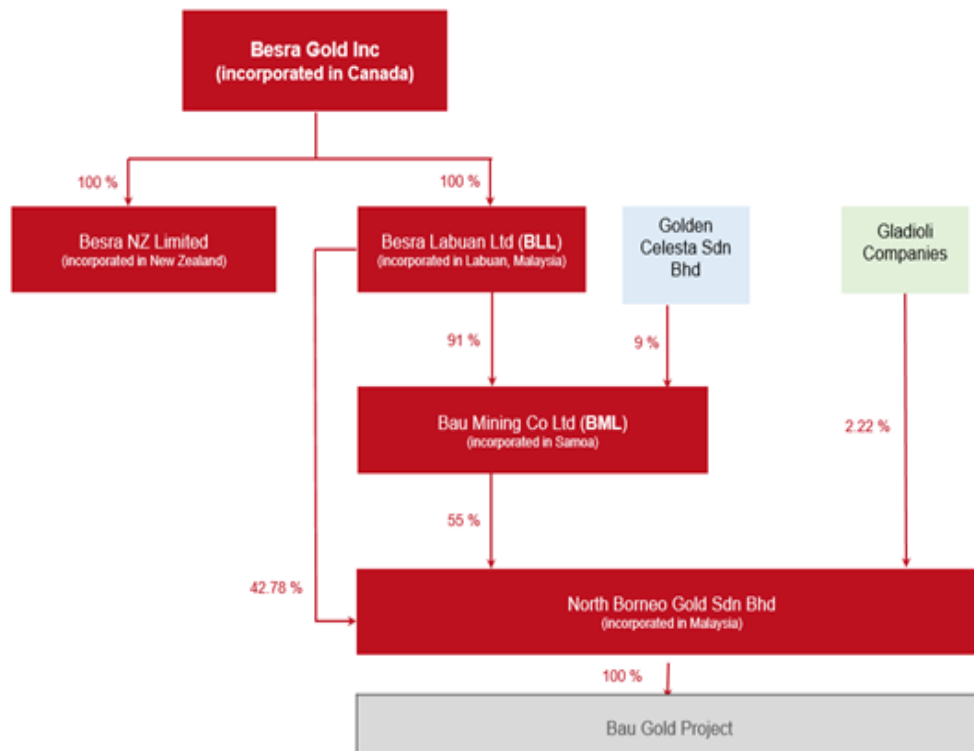 Besra Gold Inc
(incorporated in Canada)
100 %
100 %
Besra NZ Limited
(incorporated in New Zealand)
Besra Labuan Ltd (BLL)
(incorporated in Labuan, Malaysia)
Golden
Celesta Sdn
Bhd
Gladioli
Companies
91 %
9 %
Bau Mining Co Ltd (BML)
(incorporated in Samoa)
2.22 %
55 %
42.78 %
North Borneo Gold Sdn Bhd
(incorporated in Malaysia)
100 %
Bau Gold Project